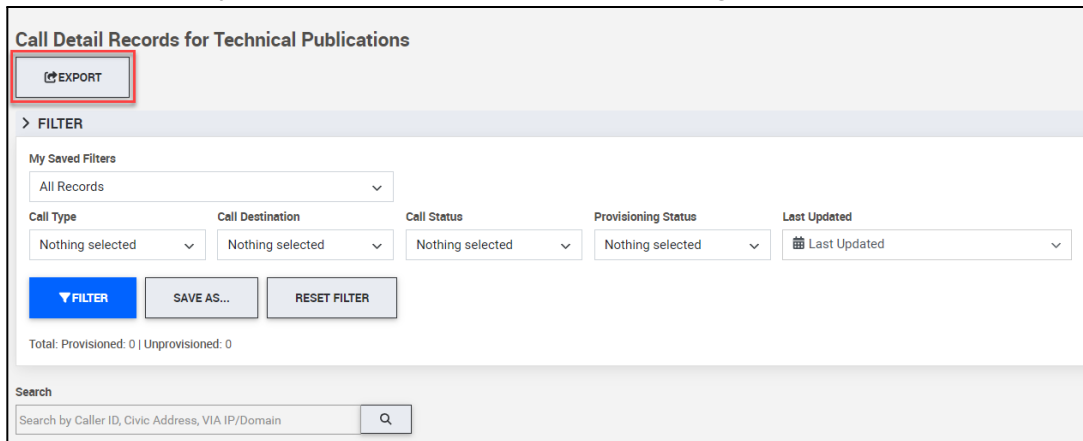 Call Detail Records for Technical Publications
EXPORT
> FILTER
My Saved Filters
All Records
Call Type Call Destination Call Status Provisioning Status Last Updated
Nothing selected Nothing selected Nothing selected Nothing selected Last Updated
FILTER SAVE AS... RESET FILTER
Total: Provisioned: 0 | Unprovisioned: 0
Search
Search by Caller ID, Civic Address, VIA IP/Domain